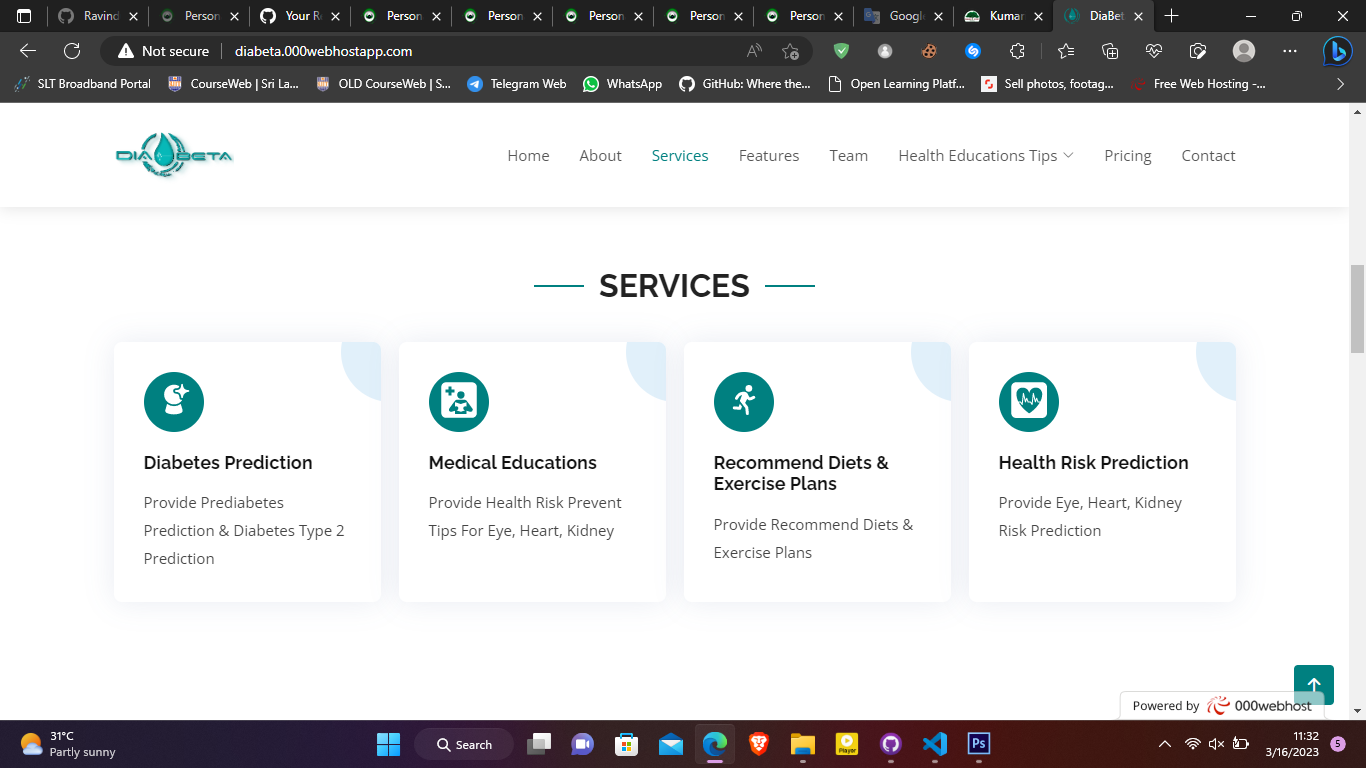 Ravind
Person
Your Re
Person
Person
Person
Person
Person
Google
Kumar
DiaBet
Not secure
diabeta.000webhostapp.com
SLT Broadband Portal
CourseWeb | Sri La...
OLD CourseWeb | S...
Telegram Web
WhatsApp
GitHub: Where the...
Open Learning Platf...
Sell photos, footag...
Free Web Hosting -...
DIABETA
Home
About
Services
Features
Team
Health Educations Tips
Pricing
Contact
SERVICES
Diabetes Prediction
Provide Prediabetes
Prediction & Diabetes Type 2
Prediction
Medical Educations
Provide Health Risk Prevent
Tips For Eye, Heart, Kidney
Recommend Diets &
Exercise Plans
Provide Recommend Diets &
Exercise Plans
Health Risk Prediction
Provide Eye, Heart, Kidney
Risk Prediction
Powered by 000webhost
31°C
Partly sunny
Search
Player
Ps
11:32
3/16/2023
5